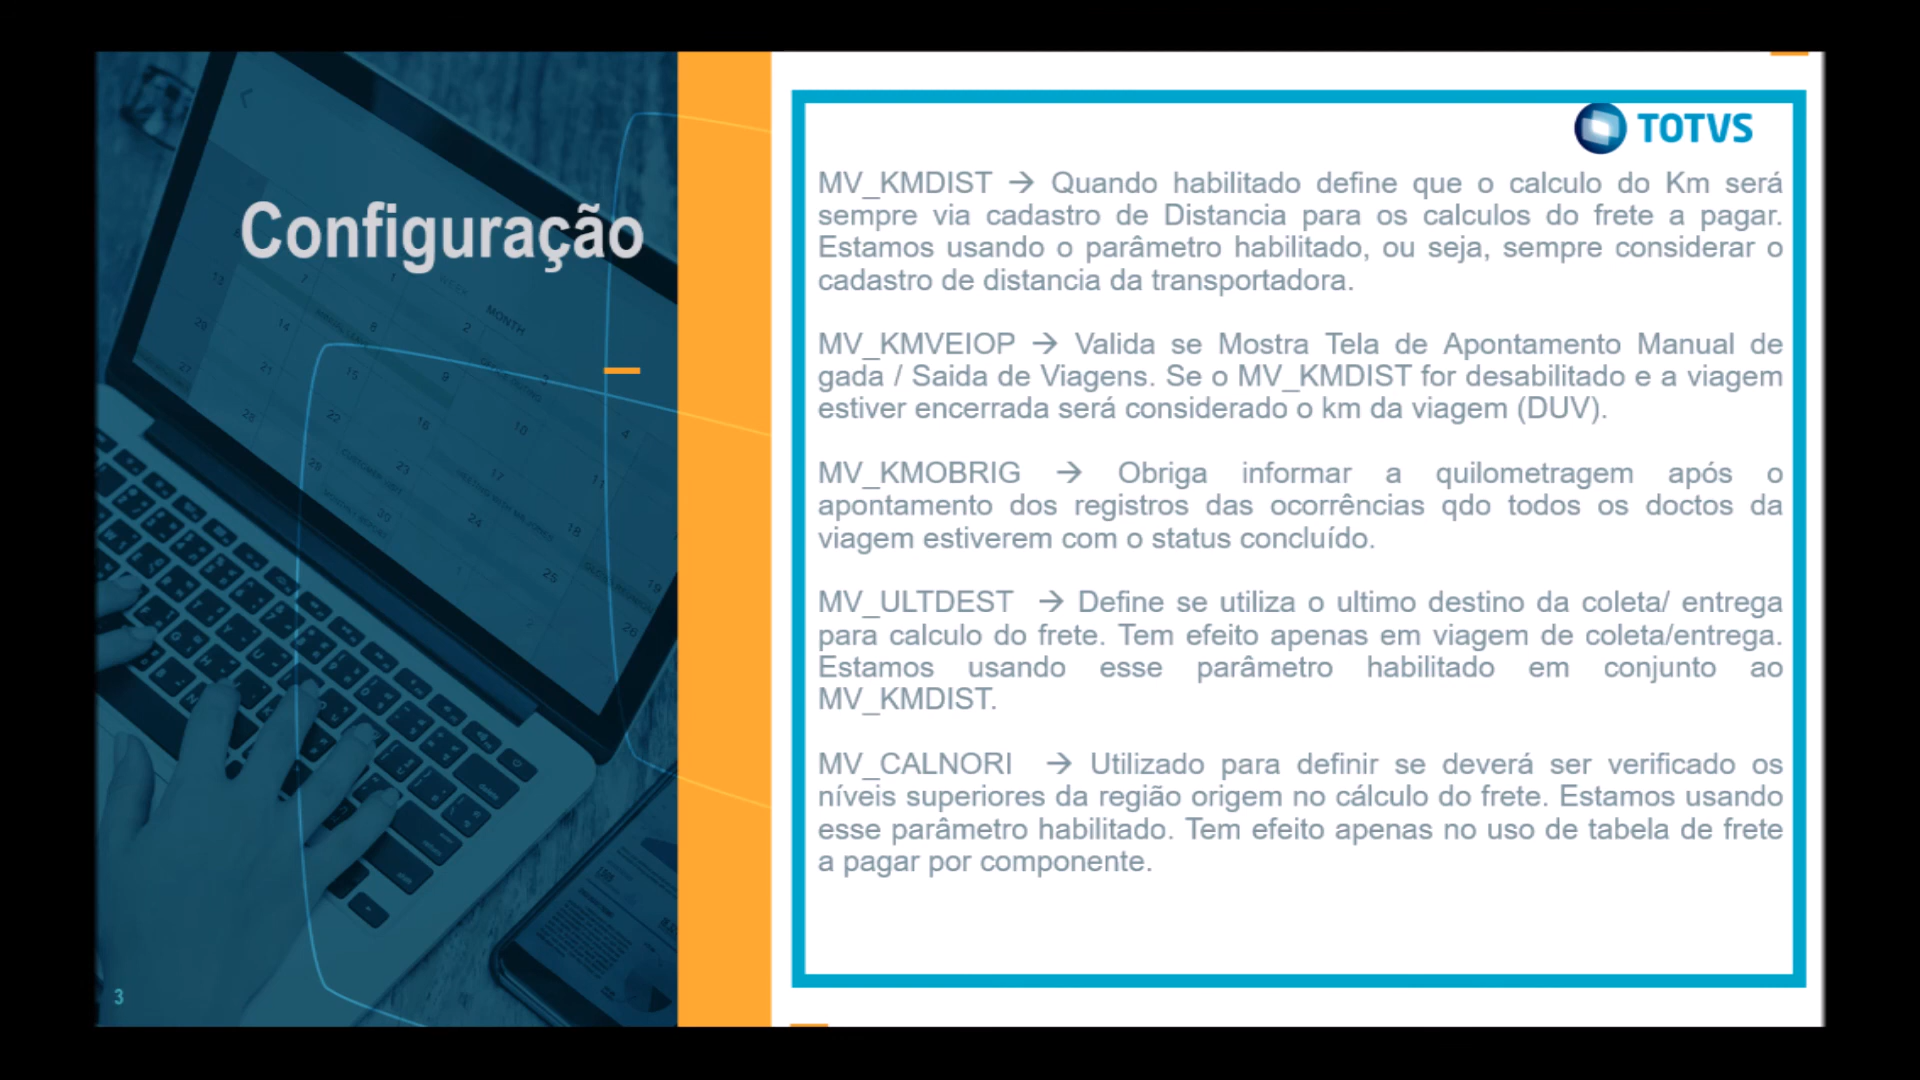 Configuração
3
TOTVS
MV_KMDIST → Quando habilitado define que o calculo do Km será
sempre via cadastro de Distancia para os calculos do frete a pagar.
Estamos usando o parâmetro habilitado, ou seja, sempre considerar o
cadastro de distancia da transportadora.
MV_KMVEIOP → Valida se Mostra Tela de Apontamento Manual de
gada / Saida de Viagens. Se o MV_KMDIST for desabilitado e a viagem
estiver encerrada será considerado o km da viagem (DUV).
MV_KMOBRIG → Obriga informar a quilometragem após o
apontamento dos registros das ocorrências qdo todos os doctos da
viagem estiverem com o status concluído.
MV_ULTDEST → Define se utiliza o ultimo destino da coleta/ entrega
para calculo do frete. Tem efeito apenas em viagem de coleta/entrega.
Estamos usando esse parâmetro habilitado em conjunto ao
MV_KMDIST.
MV_CALNORI → Utilizado para definir se deverá ser verificado os
níveis superiores da região origem no cálculo do frete. Estamos usando
esse parâmetro habilitado. Tem efeito apenas no uso de tabela de frete
a pagar por componente.